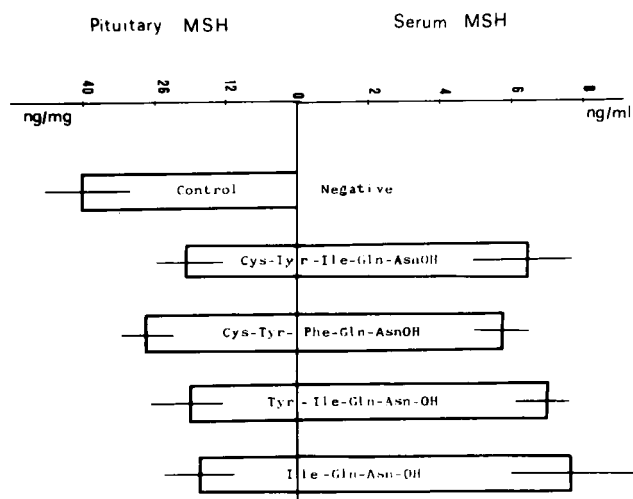 Pituitary MSH Serum MSH
40 26 12 0 2 4 6 8
ng/mg ng/ml
Control Negative
Cys-Tyr-Ile-Gln-AsnOH
Cys-Tyr-Phe-Gln-AsnOH
Tyr-Ile-Gln-Asn-OH
Ile-Gln-Asn-OH